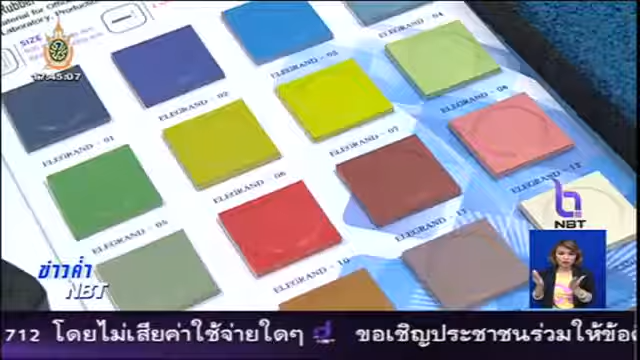 Rubber
Laboratory, Production
SIZE
17:45:07
ELEGRAND - 01
ELEGRAND - 02
ELEGRAND - 03
ELEGRAND - 04
ELEGRAND - 05
ELEGRAND - 06
ELEGRAND - 07
ELEGRAND - 08
ELEGRAND - 10
ELEGRAND - 11
ELEGRAND - 12
NBT
ข่าวค่ำ
NBT
712 โดยไม่เสียค่าใช้จ่ายใดๆ ขอเชิญประชาชนร่วมให้ข้อ